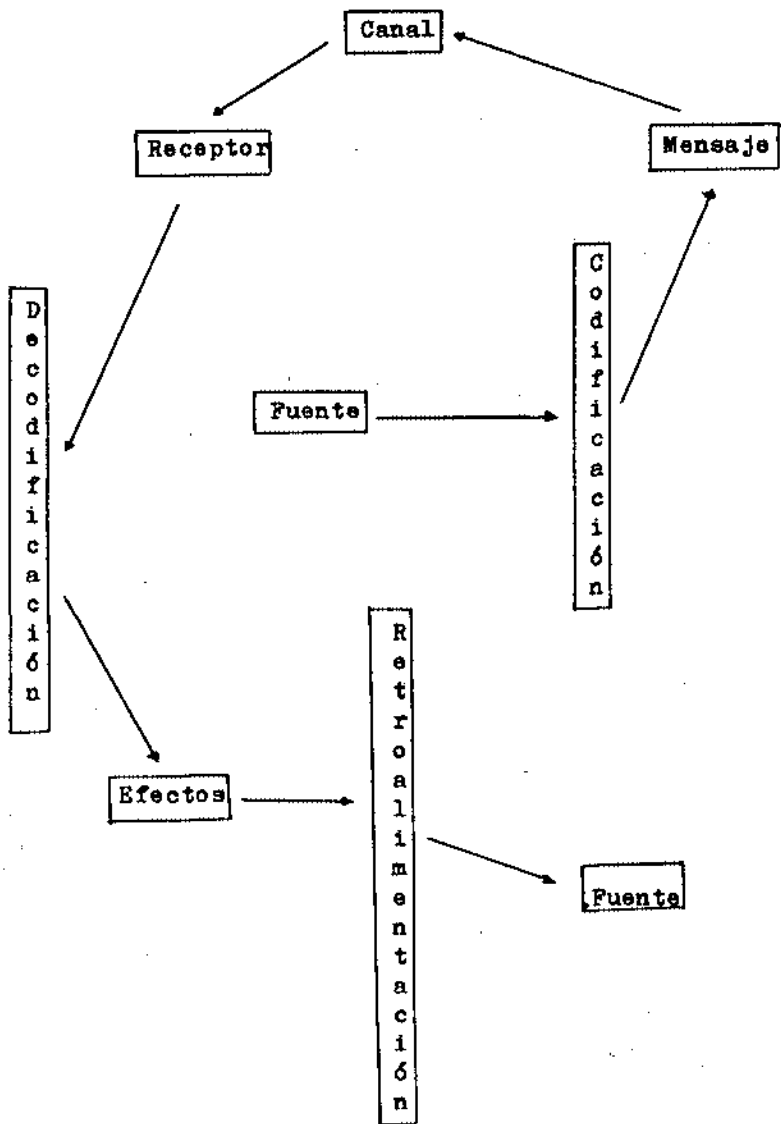 Canal
Receptor
Mensaje
Codificación
Decodificación
Fuente
Retroalimentación
Efectos
Fuente